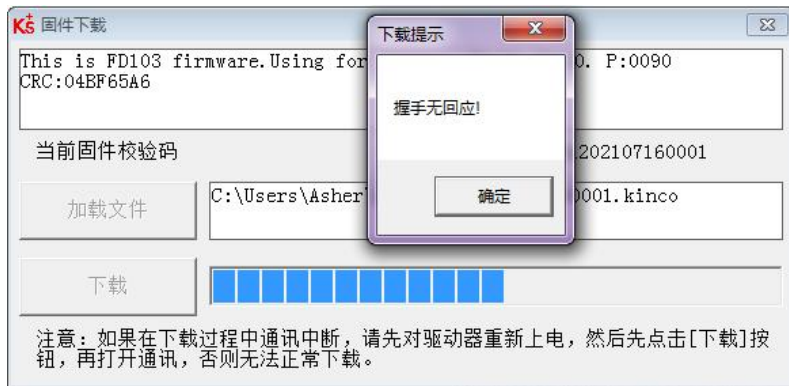 Kṡ 固件下载
下载提示
This is FD103 firmware.Using for
0. P:0090
CRC:04BF65A6
握手无回应!
当前固件校验码
202107160001
加载文件
C:\Users\Asher
0001.kinco
确定
下载
注意：如果在下载过程中通讯中断，请先对驱动器重新上电，然后先点击[下载]按
钮，再打开通讯，否则无法正常下载。